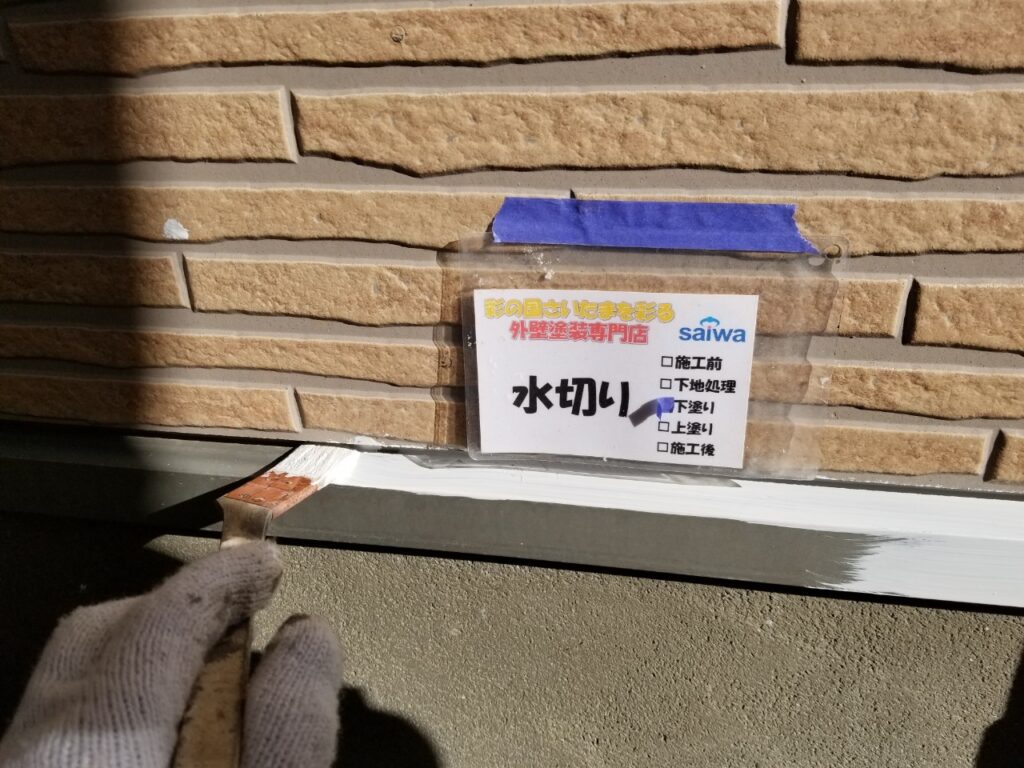 彩の国さいたまを彩る
外壁塗装専門店
saiwa
水切り
□施工前
□下地処理
下塗り
□上塗り
□施工後